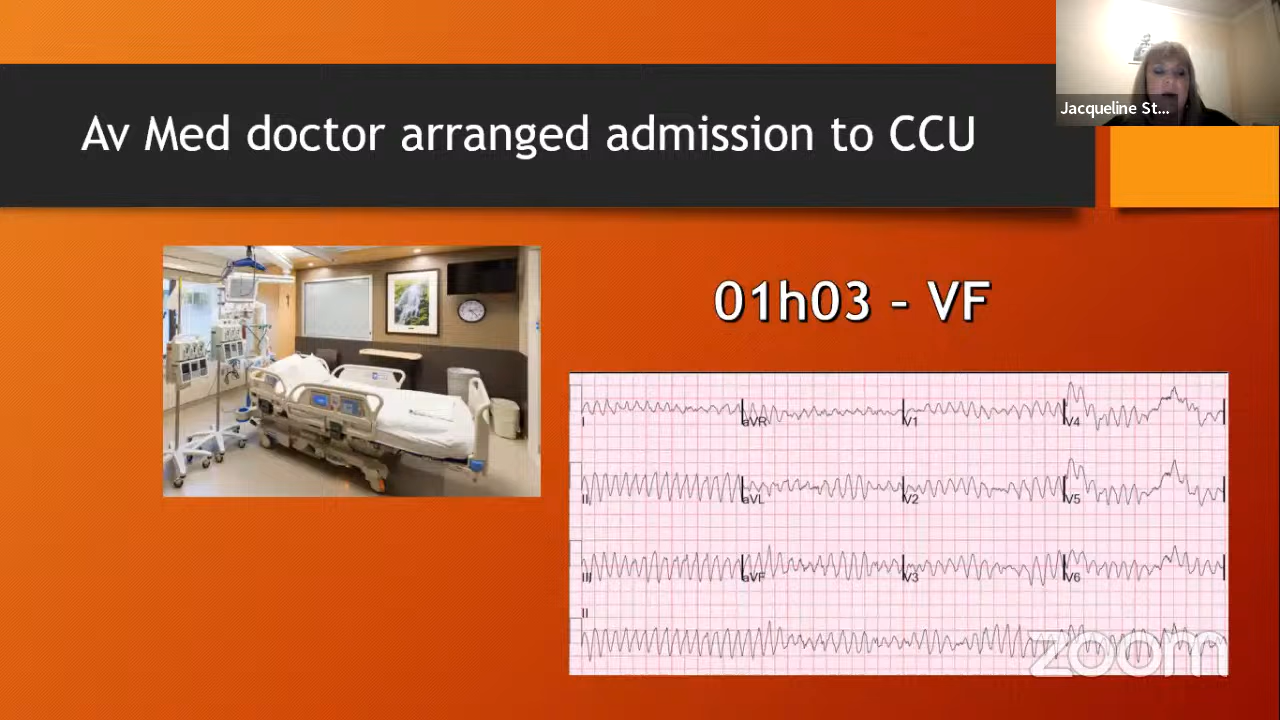 Av Med doctor arranged admission to CCU
Jacqueline St...
01h03 – VF
I aVR V1 V4
II aVL V2 V5
III aVF V3 V6
II
zoom